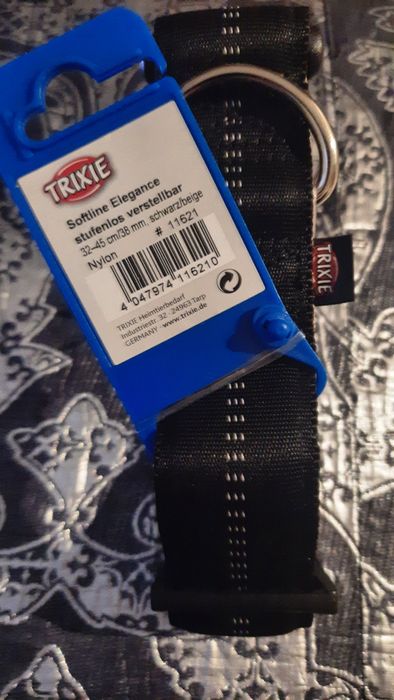 TRIXIE
Softline Elegance
stufenlos verstellbar
32–45 cm/38 mm, schwarz/beige
Nylon # 11621
4 047974 116210
TRIXIE Heimtierbedarf
Industriestr. 32 · 24963 Tarp
GERMANY · www.trixie.de
TRIXIE